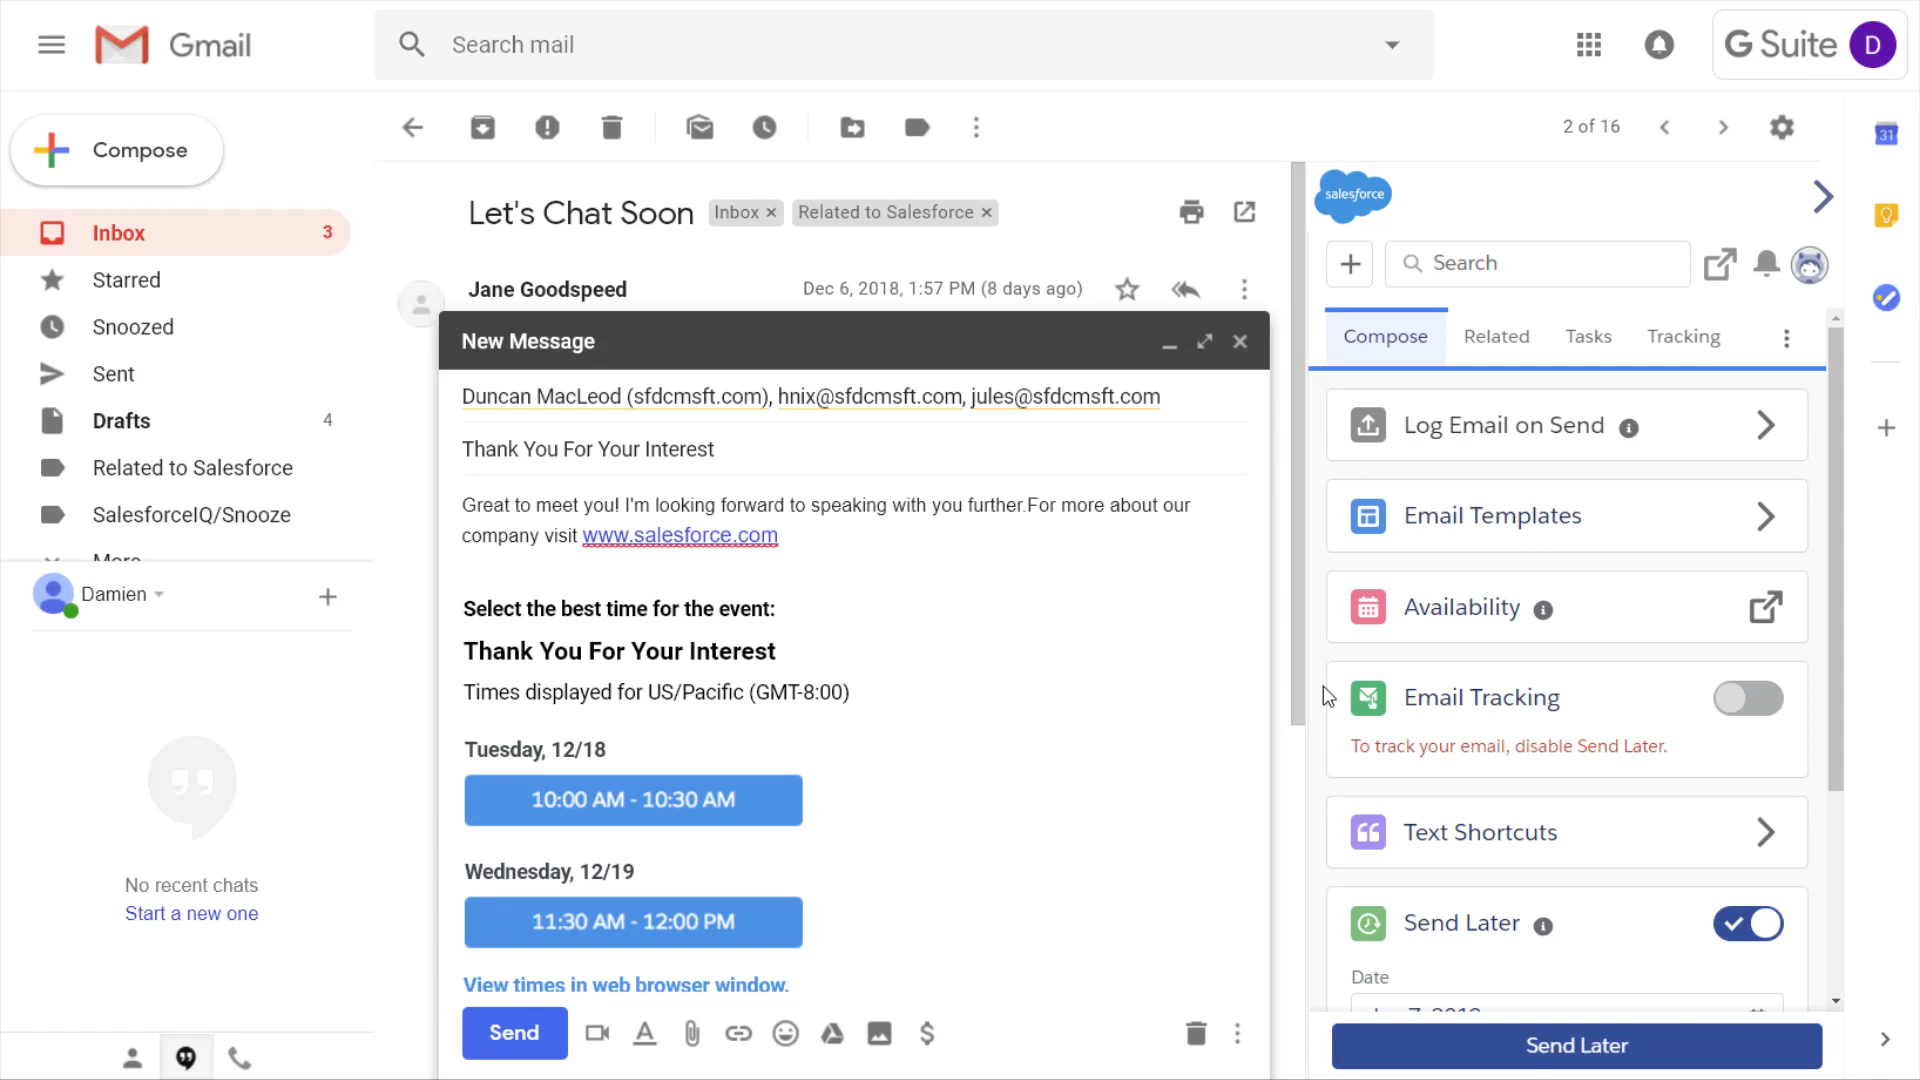 Gmail
Search mail
G Suite
D
Compose
2 of 16
31
Inbox 3
Starred
Snoozed
Sent
Drafts 4
Related to Salesforce
SalesforceIQ/Snooze
More
Damien
No recent chats
Start a new one
Let's Chat Soon
Inbox ×
Related to Salesforce ×
Jane Goodspeed
Dec 6, 2018, 1:57 PM (8 days ago)
New Message
Duncan MacLeod (sfdcmsft.com), hnix@sfdcmsft.com, jules@sfdcmsft.com
Thank You For Your Interest
Great to meet you! I'm looking forward to speaking with you further.For more about our
company visit www.salesforce.com
Select the best time for the event:
Thank You For Your Interest
Times displayed for US/Pacific (GMT-8:00)
Tuesday, 12/18
10:00 AM - 10:30 AM
Wednesday, 12/19
11:30 AM - 12:00 PM
View times in web browser window.
Send
salesforce
Search
Compose
Related
Tasks
Tracking
Log Email on Send
Email Templates
Availability
Email Tracking
To track your email, disable Send Later.
Text Shortcuts
Send Later
Date
Send Later